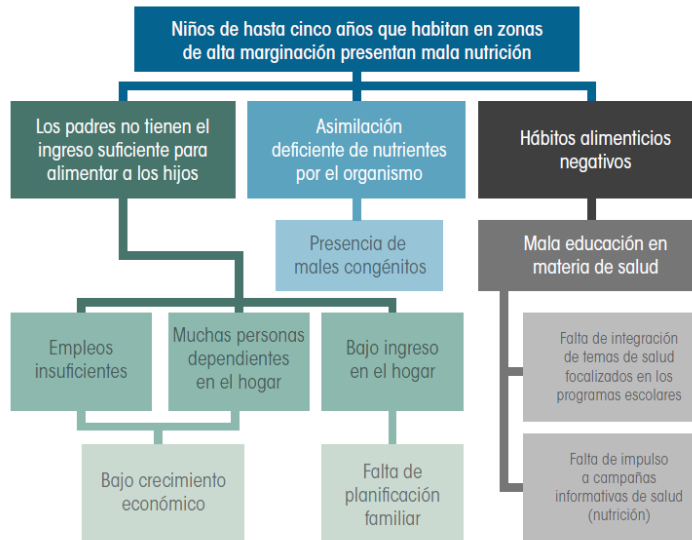 Niños de hasta cinco años que habitan en zonas
de alta marginación presentan mala nutrición
Los padres no tienen el
ingreso suficiente para
alimentar a los hijos
Asimilación
deficiente de nutrientes
por el organismo
Hábitos alimenticios
negativos
Presencia de
males congénitos
Mala educación en
materia de salud
Empleos
insuficientes
Muchas personas
dependientes
en el hogar
Bajo ingreso
en el hogar
Falta de integración
de temas de salud
focalizados en los
programas escolares
Bajo crecimiento
económico
Falta de
planificación
familiar
Falta de impulso
a campañas
informativas de salud
(nutrición)